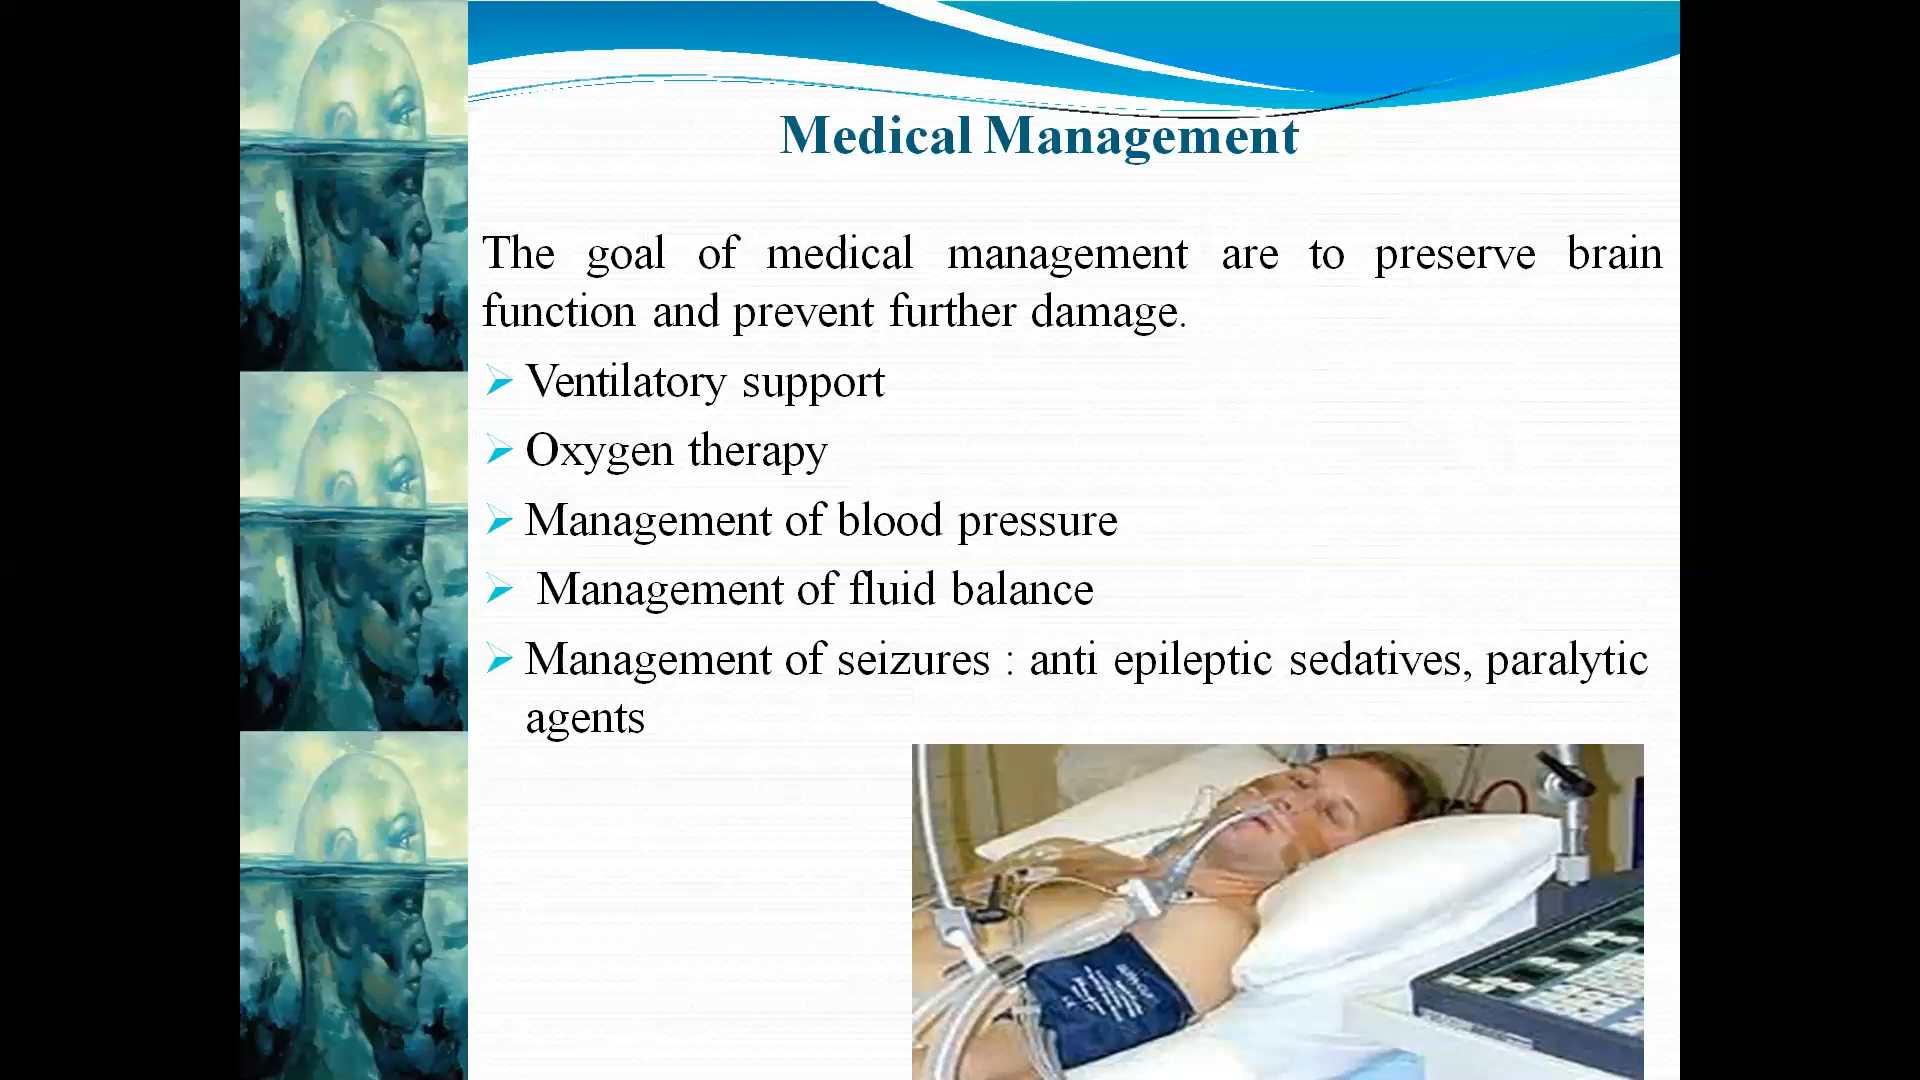 Medical Management
The goal of medical management are to preserve brain
function and prevent further damage.
Ventilatory support
Oxygen therapy
Management of blood pressure
Management of fluid balance
Management of seizures : anti epileptic sedatives, paralytic
agents